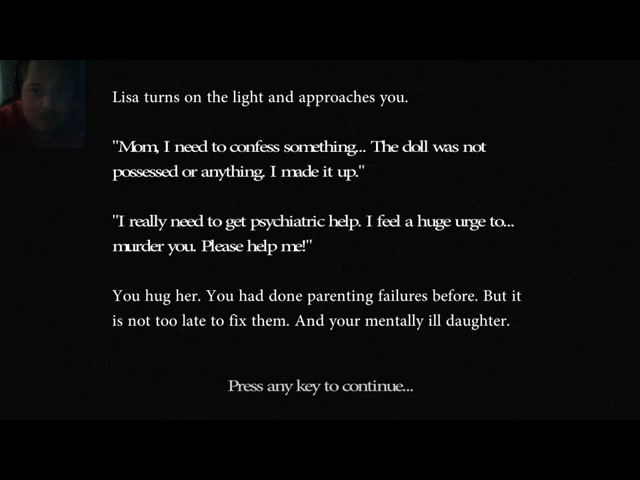 Lisa turns on the light and approaches you.
"Mom, I need to confess something... The doll was not
possessed or anything. I made it up."
"I really need to get psychiatric help. I feel a huge urge to...
murder you. Please help me!"
You hug her. You had done parenting failures before. But it
is not too late to fix them. And your mentally ill daughter.
Press any key to continue...